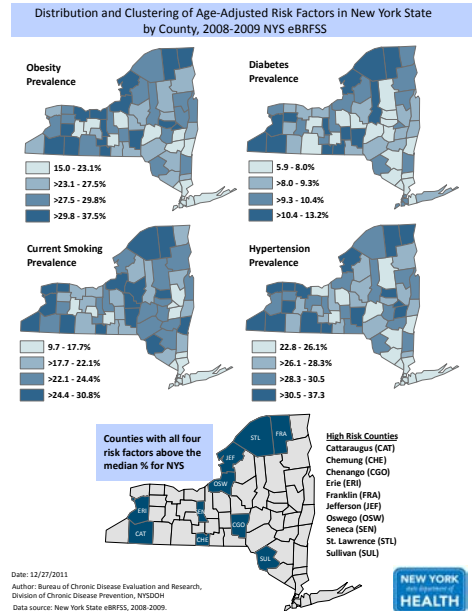 Distribution and Clustering of Age-Adjusted Risk Factors in New York State
by County, 2008-2009 NYS eBRFSS
Obesity
Prevalence
15.0 - 23.1%
>23.1 - 27.5%
>27.5 - 29.8%
>29.8 - 37.5%
Diabetes
Prevalence
5.9 - 8.0%
>8.0 - 9.3%
>9.3 - 10.4%
>10.4 - 13.2%
Current Smoking
Prevalence
9.7 - 17.7%
>17.7 - 22.1%
>22.1 - 24.4%
>24.4 - 30.8%
Hypertension
Prevalence
22.8 - 26.1%
>26.1 - 28.3%
>28.3 - 30.5
>30.5 - 37.3
Counties with all four
risk factors above the
median % for NYS
STL
FRA
JEF
OSW
ERI
CAT
CGO
CHE
SUL
High Risk Counties
Cattaraugus (CAT)
Chemung (CHE)
Chenango (CGO)
Erie (ERI)
Franklin (FRA)
Jefferson (JEF)
Oswego (OSW)
Seneca (SEN)
St. Lawrence (STL)
Sullivan (SUL)
Date: 12/27/2011
Author: Bureau of Chronic Disease Evaluation and Research,
Division of Chronic Disease Prevention, NYSDOH
Data source: New York State eBRFSS, 2008-2009.
NEW YORK
state department of
HEALTH